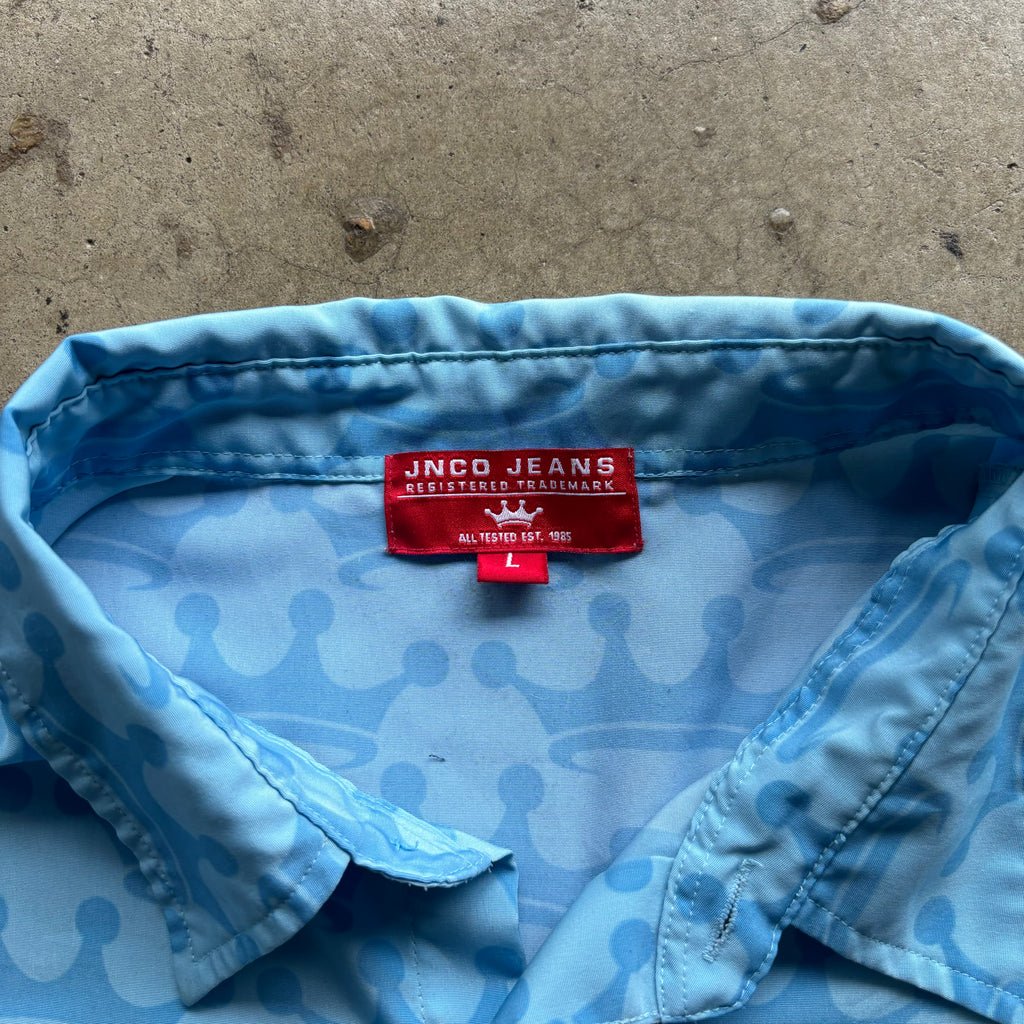 JNCO JEANS
REGISTERED TRADEMARK
ALL TESTED EST. 1985
L